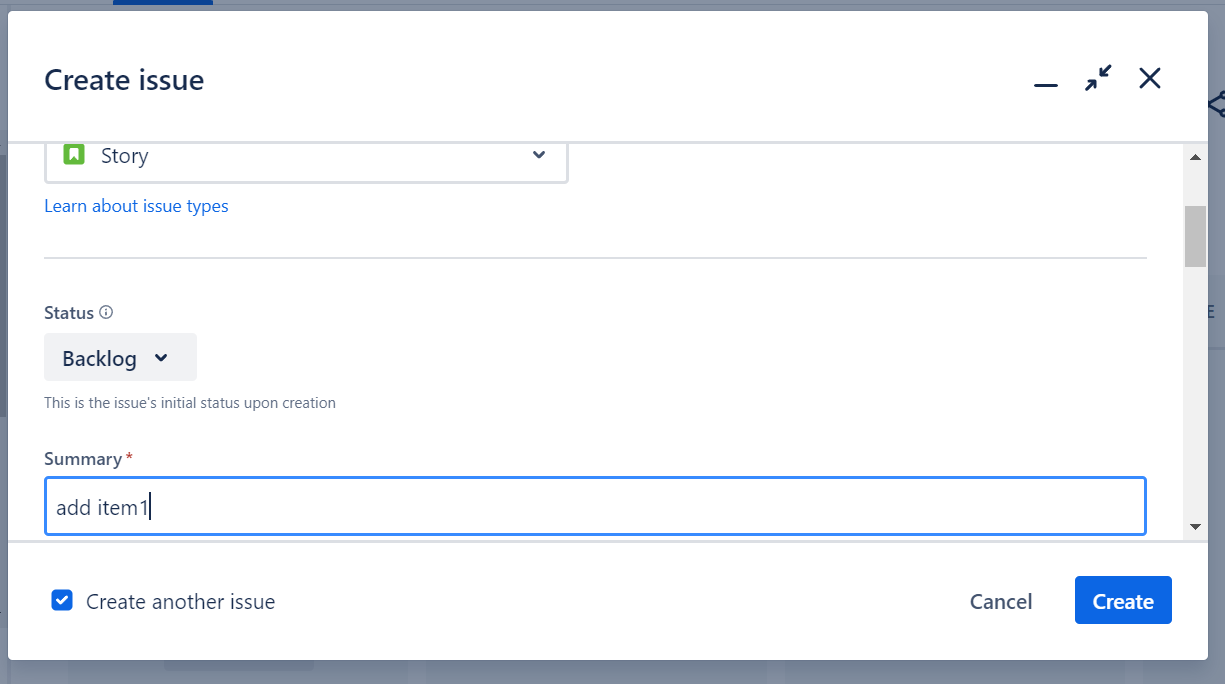 Create issue
Story
Learn about issue types
Status
Backlog
This is the issue's initial status upon creation
Summary *
add item1
Create another issue
Cancel
Create
E